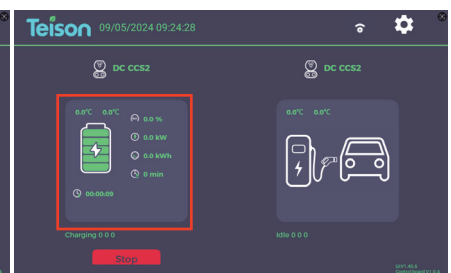 Teison 09/05/2024 09:24:28
DC CCS2
DC CCS2
0.0°C 0.0°C
0.0 %
0.0 kW
0.0 kWh
0 min
00:00:09
0.0°C 0.0°C
Charging 0 0 0
Idle 0 0 0
Stop